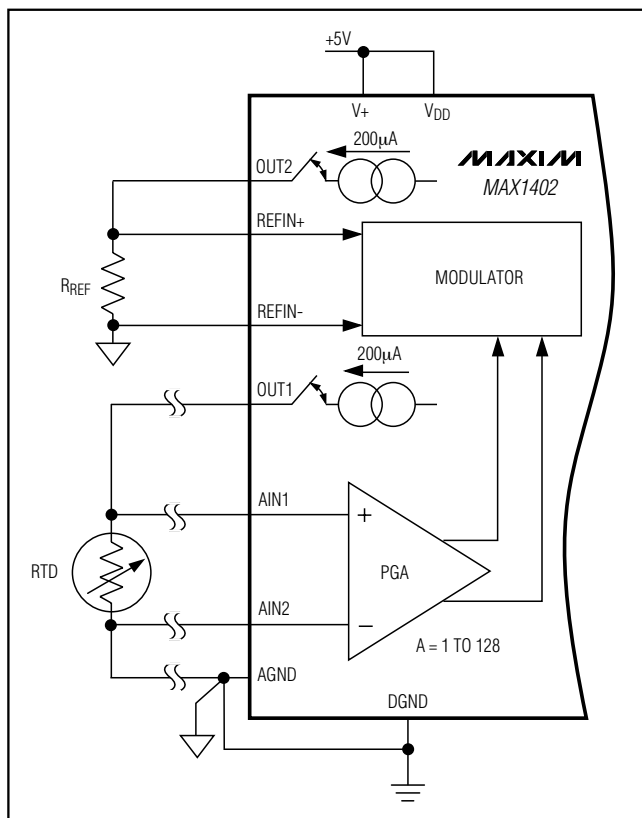 +5V
V+
VDD
200µA
OUT2
MAXIM
MAX1402
REFIN+
RREF
MODULATOR
REFIN-
200µA
OUT1
AIN1
+
RTD
PGA
AIN2
−
A = 1 TO 128
AGND
DGND